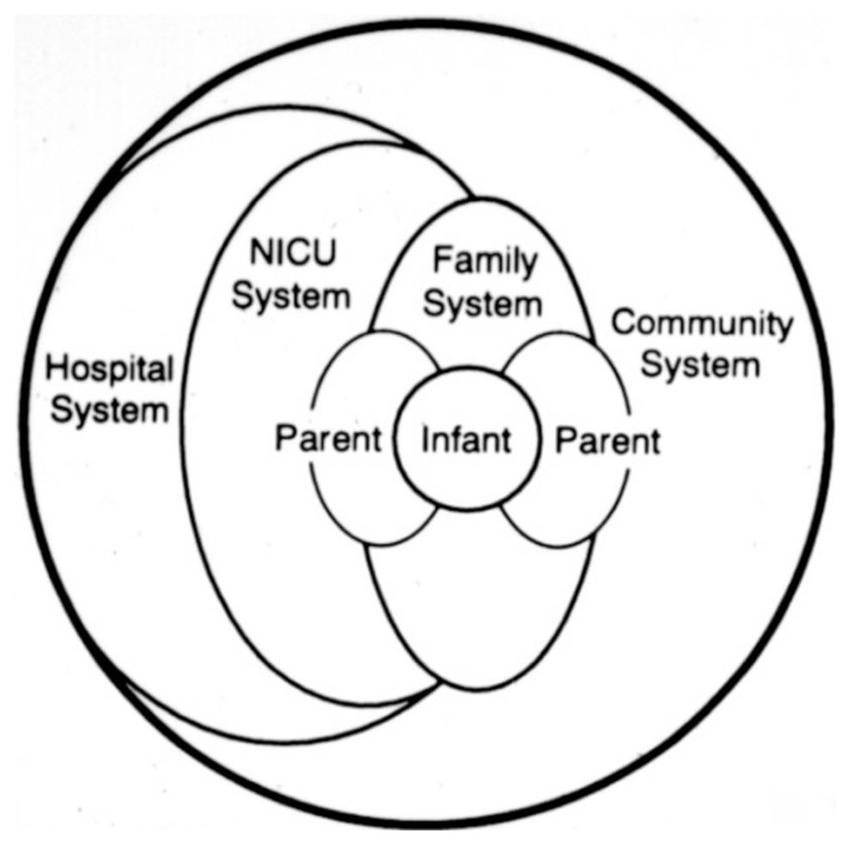 NICU
System
Family
System
Community
System
Hospital
System
Parent
Infant
Parent